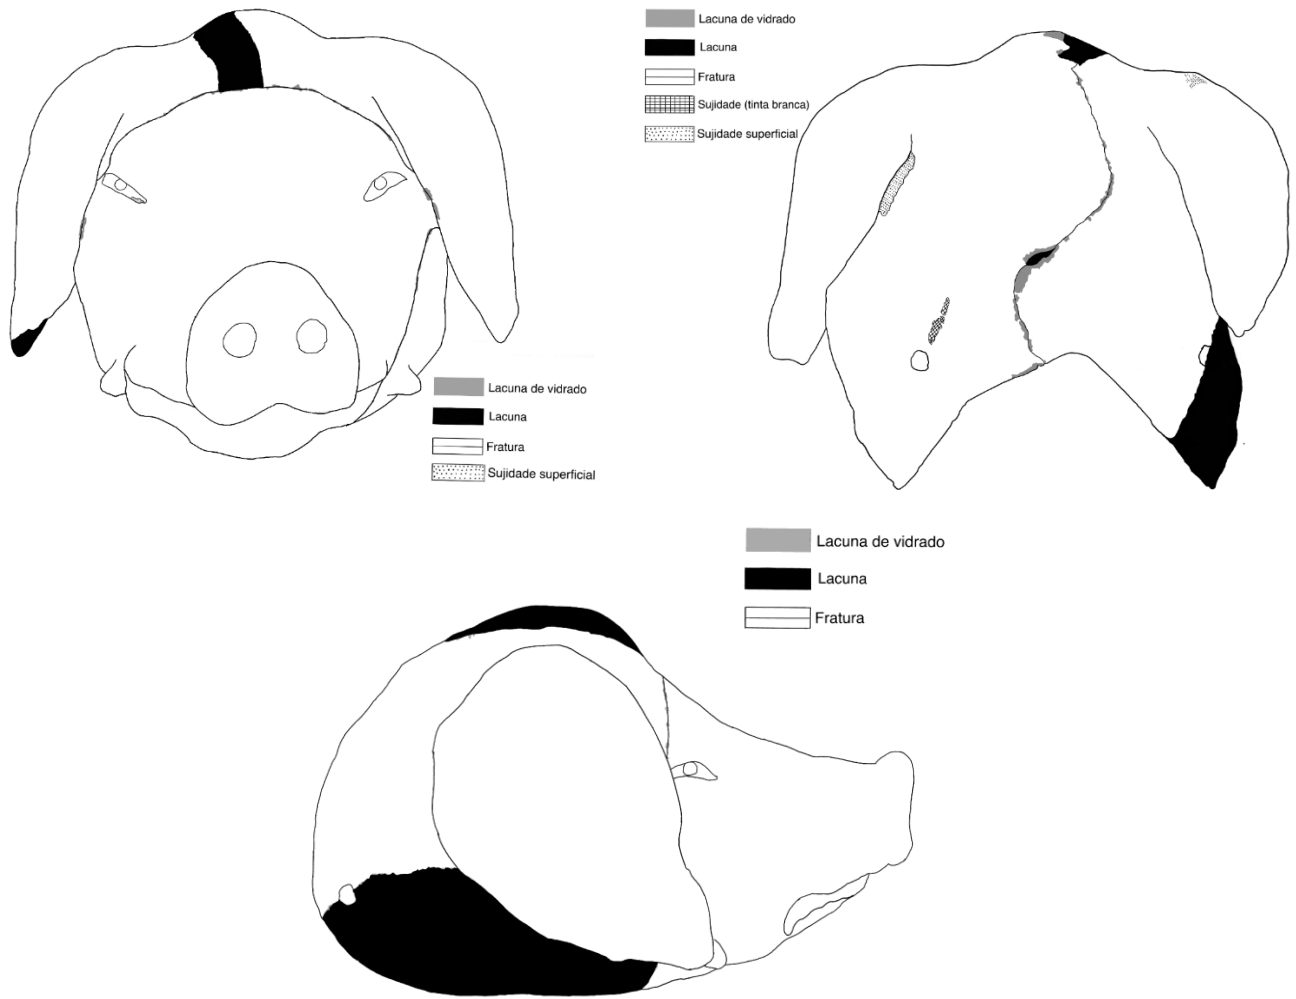 Lacuna de vidrado
Lacuna
Fratura
Sujidade (tinta branca)
Sujidade superficial
Lacuna de vidrado
Lacuna
Fratura
Sujidade superficial
Lacuna de vidrado
Lacuna
Fratura